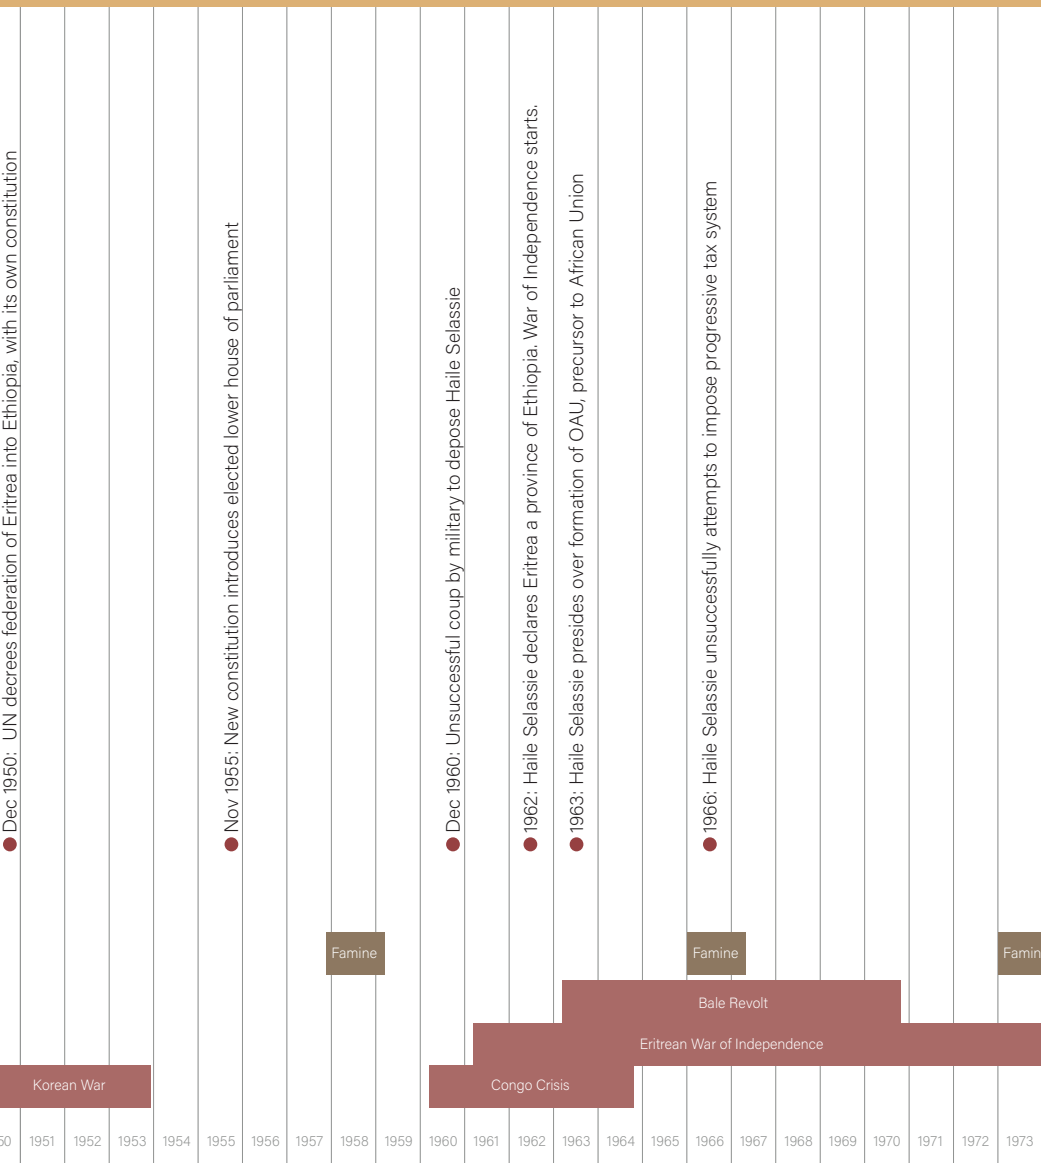 Dec 1950: UN decrees federation of Eritrea into Ethiopia, with its own constitution
Nov 1955: New constitution introduces elected lower house of parliament
Dec 1960: Unsuccessful coup by military to depose Haile Selassie
1962: Haile Selassie declares Eritrea a province of Ethiopia. War of Independence starts.
1963: Haile Selassie presides over formation of OAU, precursor to African Union
1966: Haile Selassie unsuccessfully attempts to impose progressive tax system
Famine Famine Famin
Bale Revolt
Eritrean War of Independence
Korean War Congo Crisis
50 1951 1952 1953 1954 1955 1956 1957 1958 1959 1960 1961 1962 1963 1964 1965 1966 1967 1968 1969 1970 1971 1972 1973